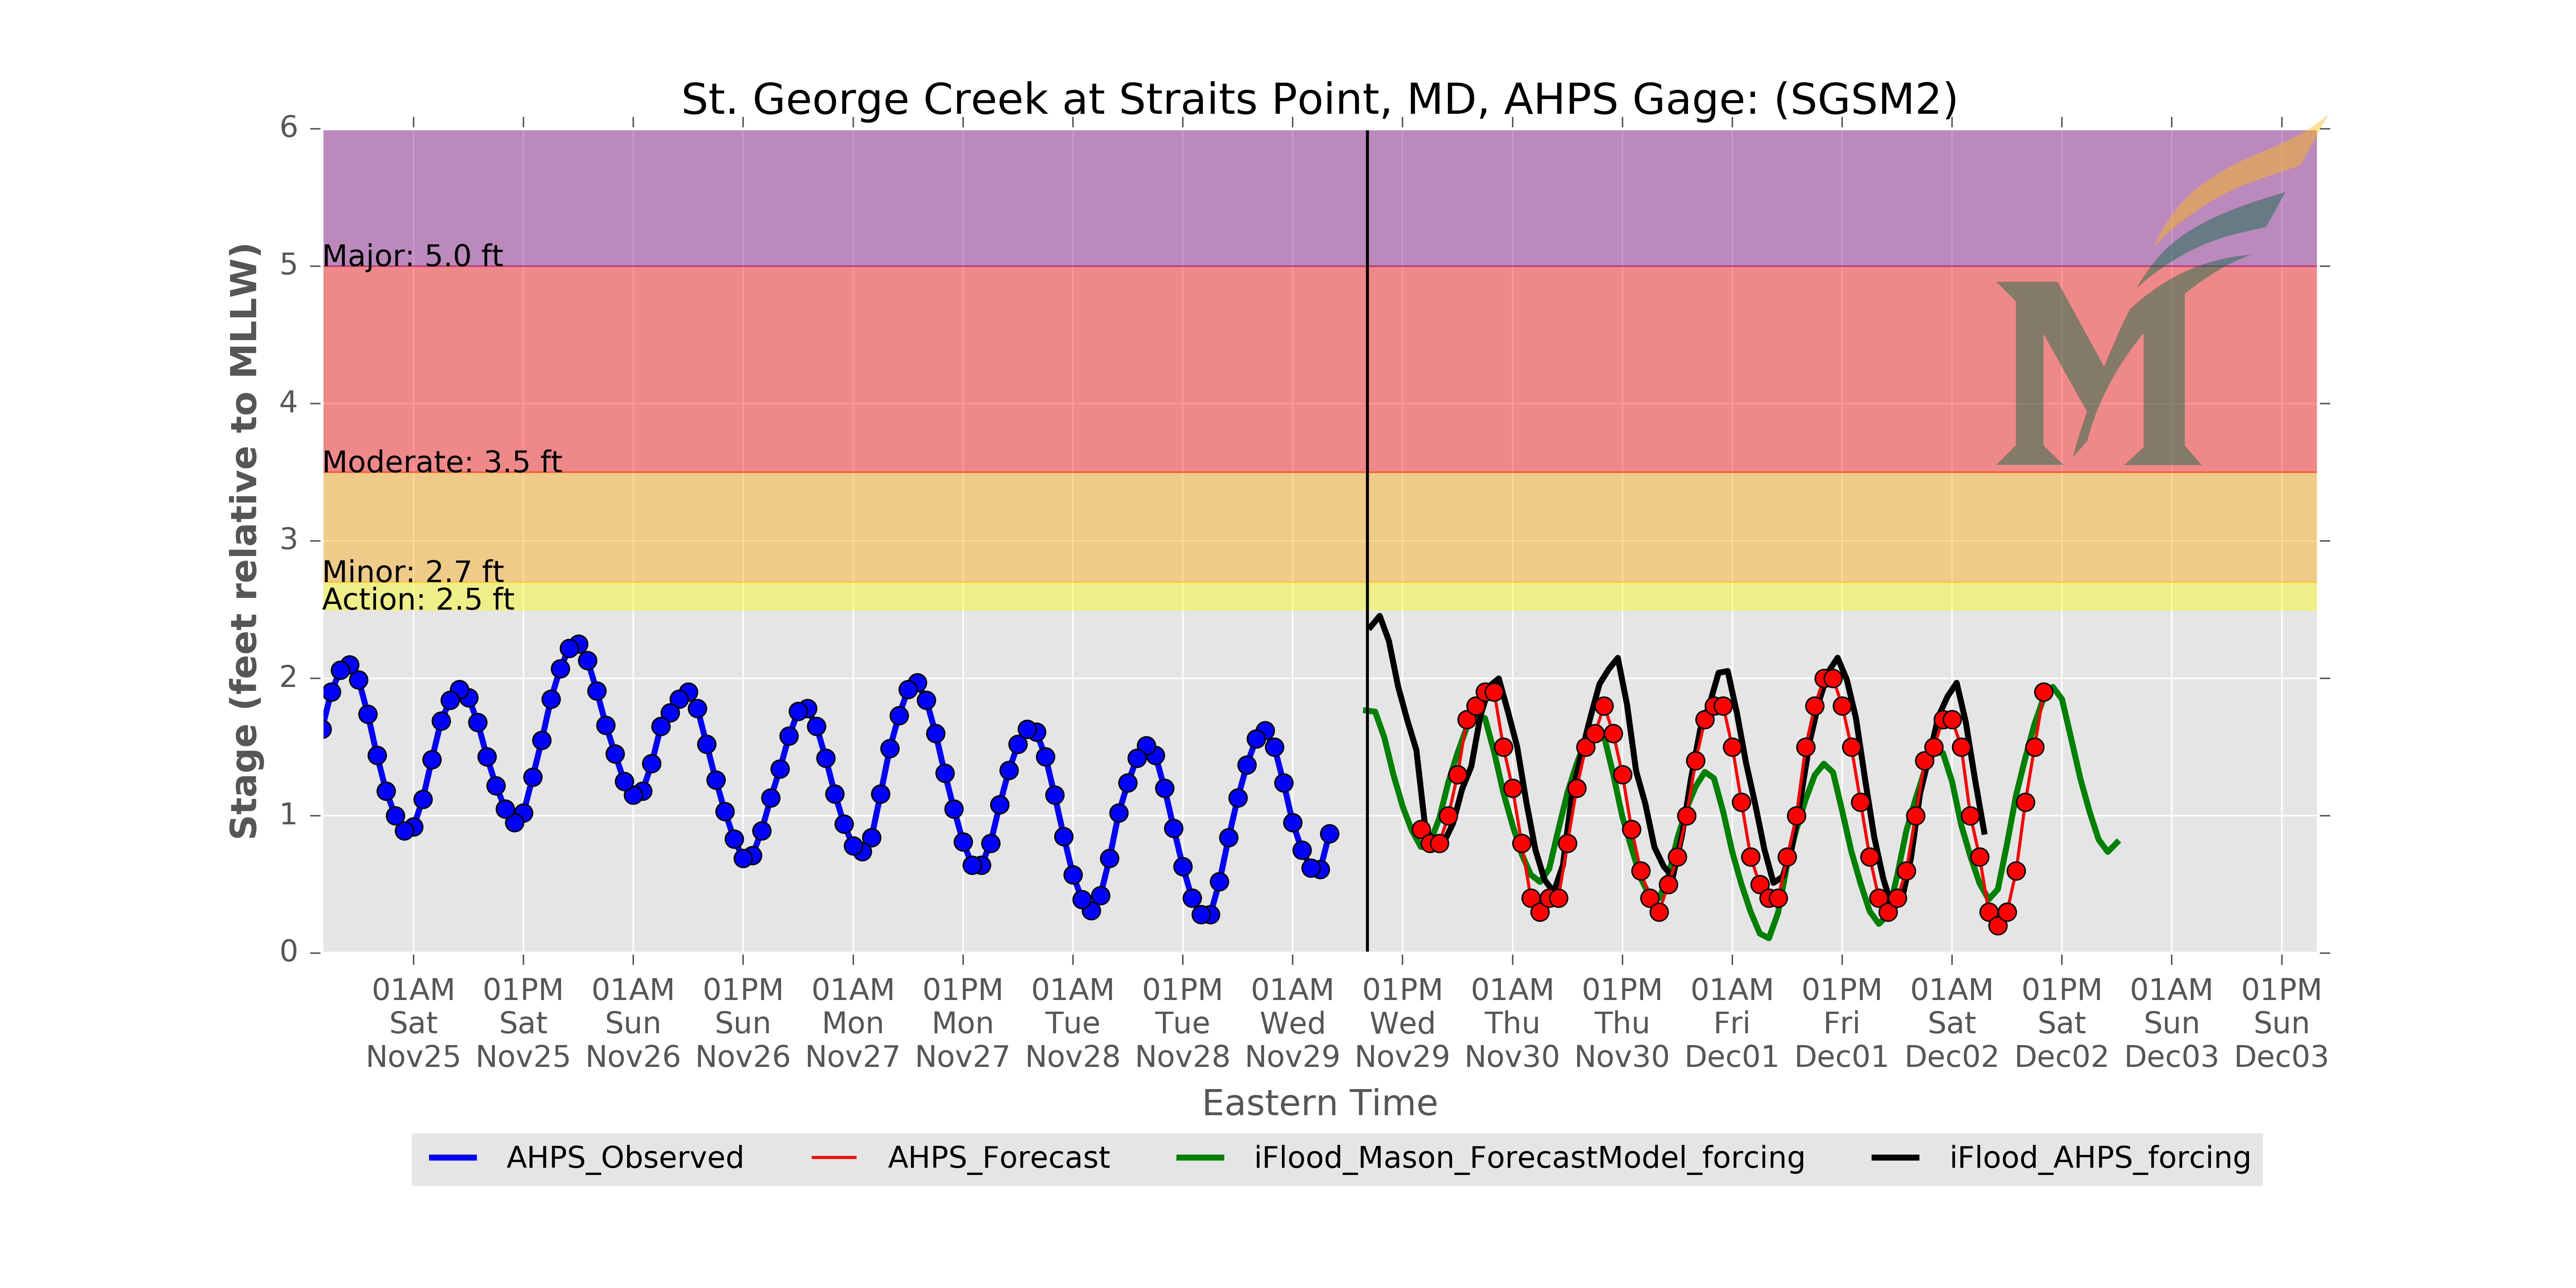 St. George Creek at Straits Point, MD, AHPS Gage: (SGSM2)
Stage (feet relative to MLLW)
6
5
4
3
2
1
0
Major: 5.0 ft
Moderate: 3.5 ft
Minor: 2.7 ft
Action: 2.5 ft
M
01AM 01PM 01AM 01PM 01AM 01PM 01AM 01PM 01AM 01PM 01AM 01PM 01AM 01PM 01AM 01PM 01AM 01PM
Sat Sat Sun Sun Mon Mon Tue Tue Wed Wed Thu Thu Fri Fri Sat Sat Sun Sun
Nov25 Nov25 Nov26 Nov26 Nov27 Nov27 Nov28 Nov28 Nov29 Nov29 Nov30 Nov30 Dec01 Dec01 Dec02 Dec02 Dec03 Dec03
Eastern Time
AHPS_Observed AHPS_Forecast iFlood_Mason_ForecastModel_forcing iFlood_AHPS_forcing